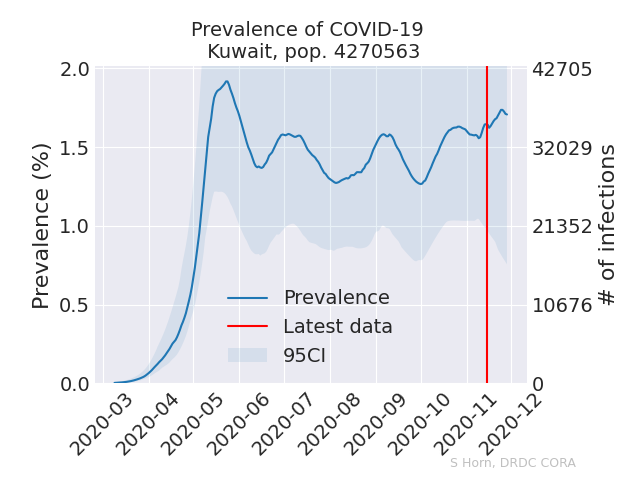 Prevalence of COVID-19
Kuwait, pop. 4270563
2.0
1.5
1.0
0.5
0.0
Prevalence (%)
42705
32029
21352
10676
0
# of infections
Prevalence
Latest data
95CI
2020-03
2020-04
2020-05
2020-06
2020-07
2020-08
2020-09
2020-10
2020-11
2020-12
S Horn, DRDC CORA